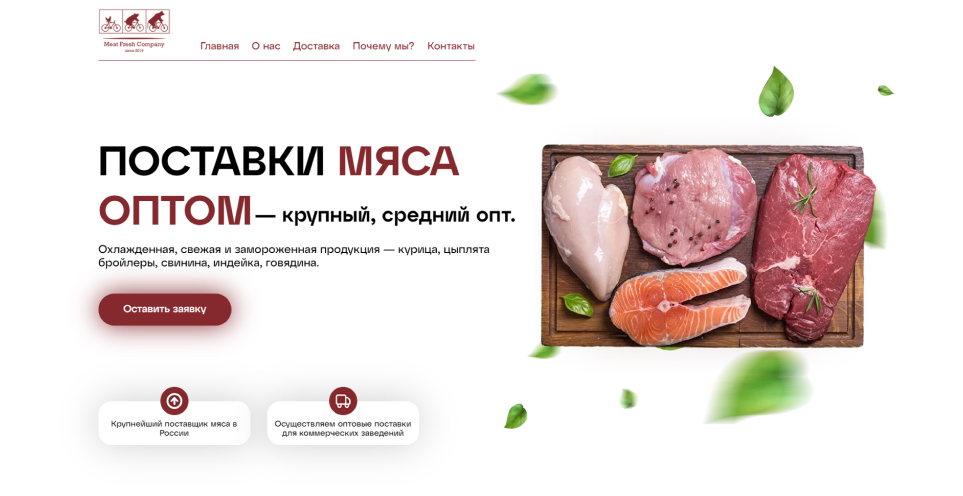 Meat Fresh Company
since 2015
Главная О нас Доставка Почему мы? Контакты
ПОСТАВКИ МЯСА
ОПТОМ — крупный, средний опт.
Охлажденная, свежая и замороженная продукция — курица, цыплята
бройлеры, свинина, индейка, говядина.
Оставить заявку
Крупнейший поставщик мяса в
России
Осуществляем оптовые поставки
для коммерческих заведений